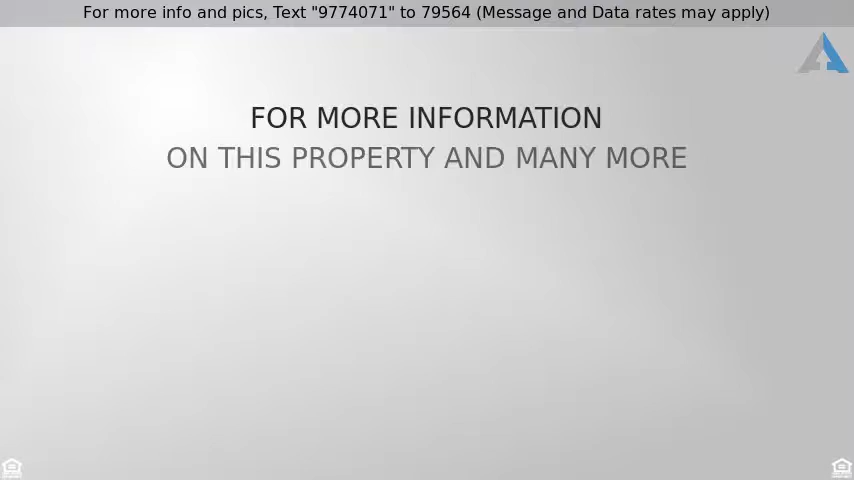 For more info and pics, Text "9774071" to 79564 (Message and Data rates may apply)
FOR MORE INFORMATION
ON THIS PROPERTY AND MANY MORE